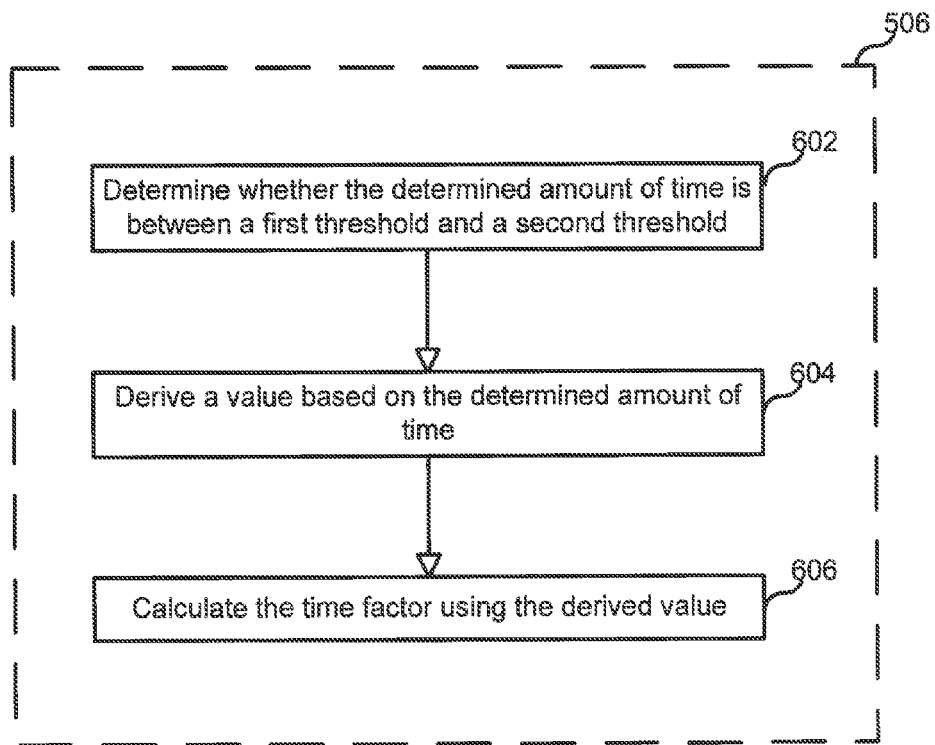 506
602
Determine whether the determined amount of time is
between a first threshold and a second threshold
604
Derive a value based on the determined amount of
time
606
Calculate the time factor using the derived value